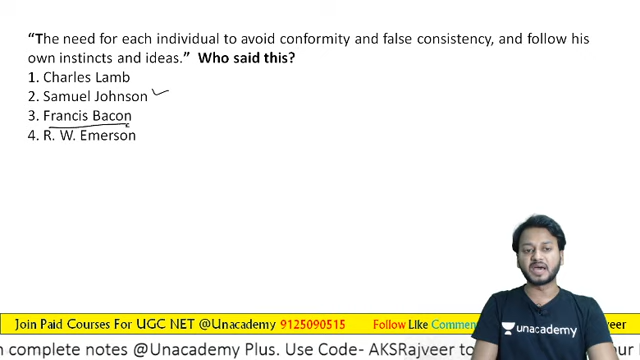 “The need for each individual to avoid conformity and false consistency, and follow his
own instincts and ideas.” Who said this?
1. Charles Lamb
2. Samuel Johnson
3. Francis Bacon
4. R. W. Emerson
unacademy
Join Paid Courses For UGC NET @Unacademy 9125090515 Follow Like Comme
complete notes @Unacademy Plus. Use Code- AKSRajveer to